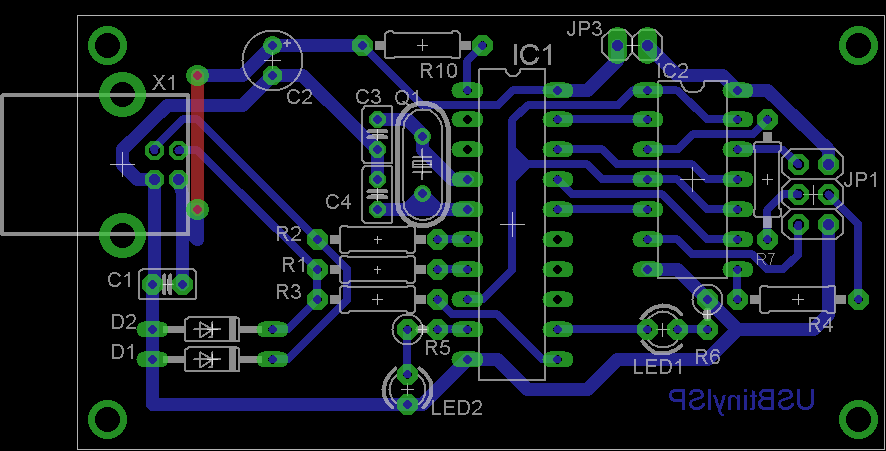 JP3
IC1
X1
R10
IC2
C2
C3
Q1
JP1
C4
R2
R7
R1
C1
R3
D2
R4
R5
D1
R6
LED1
USBtinyISP
LED2